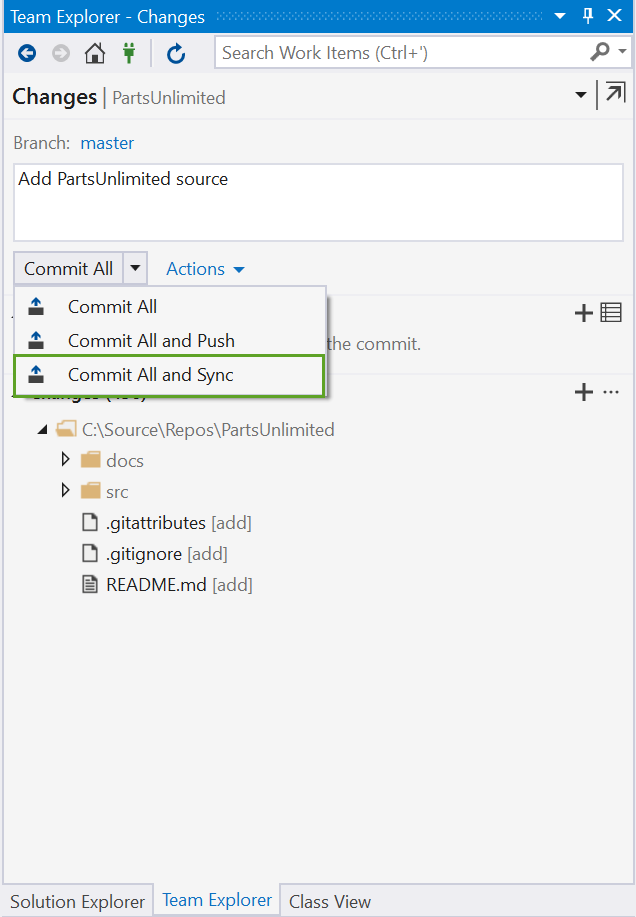 Team Explorer - Changes
Search Work Items (Ctrl+')
Changes | PartsUnlimited
Branch: master
Add PartsUnlimited source
Commit All Actions
Commit All
Commit All and Push
the commit.
Commit All and Sync
C:\Source\Repos\PartsUnlimited
docs
src
.gitattributes [add]
.gitignore [add]
README.md [add]
Solution Explorer Team Explorer Class View